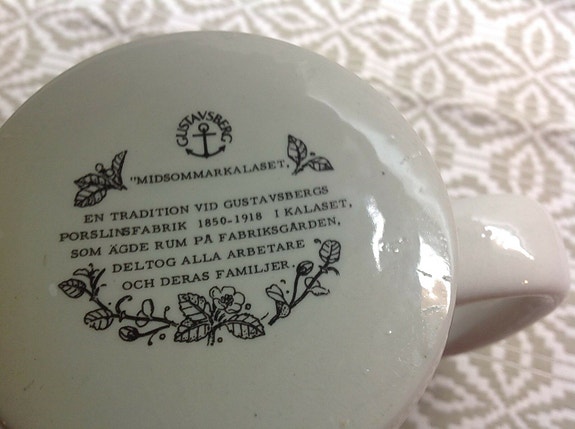 GUSTAVSBERG
"MIDSOMMARKALASET,
EN TRADITION VID GUSTAVSBERGS
PORSLINSFABRIK 1850-1918 I KALASET,
SOM ÄGDE RUM PÅ FABRIKSGÅRDEN,
DELTOG ALLA ARBETARE
OCH DERAS FAMILJER.